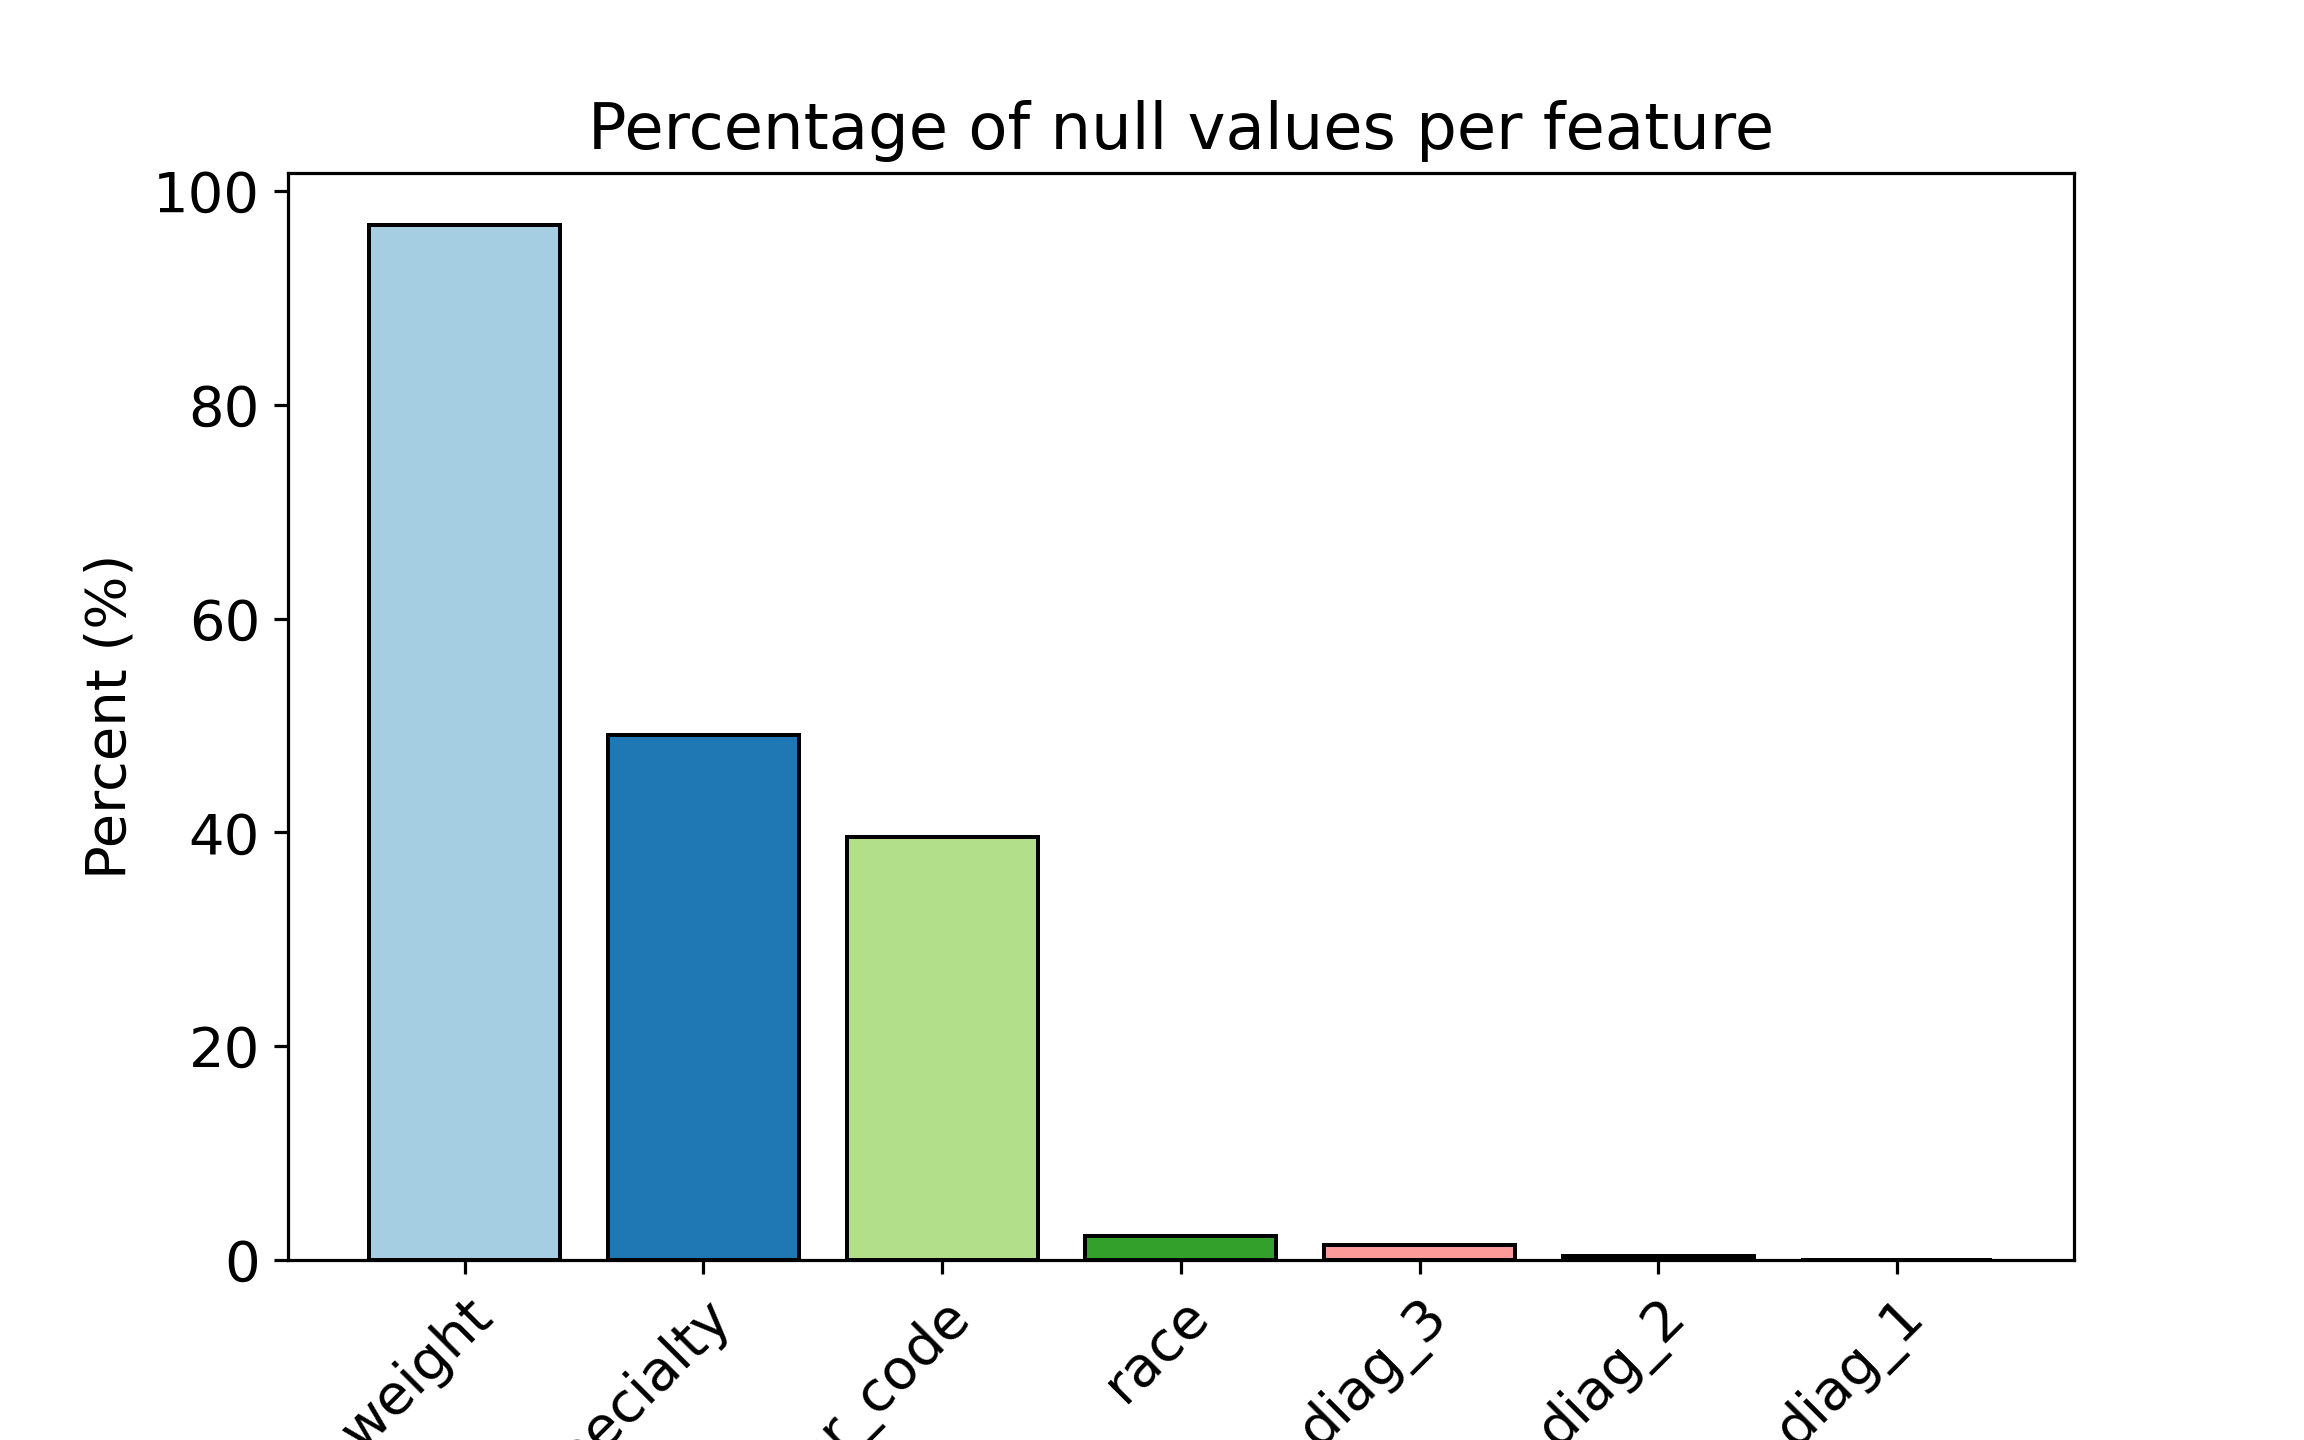 Percentage of null values per feature
Percent (%)
100
80
60
40
20
0
weight
ecialty
r_code
race
diag_3
diag_2
diag_1